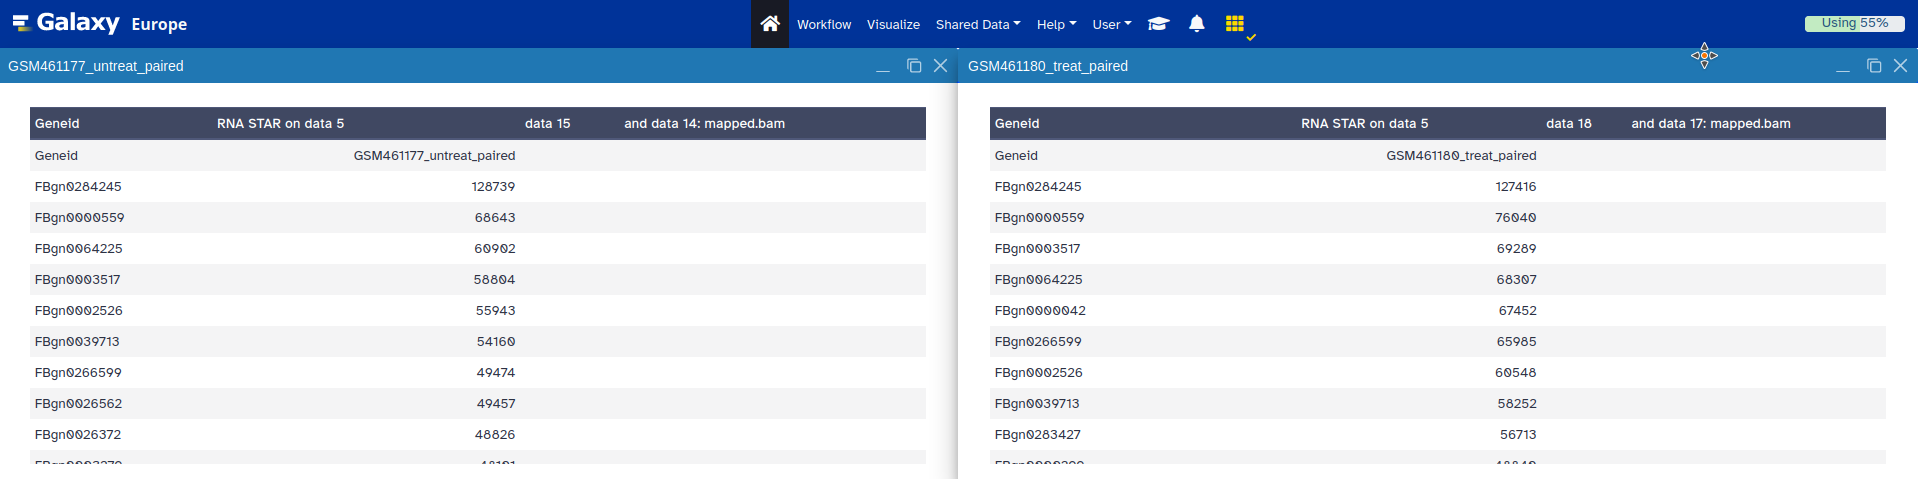 Galaxy Europe Workflow Visualize Shared Data Help User Using 55%
GSM461177_untreat_paired
Geneid RNA STAR on data 5 data 15 and data 14: mapped.bam
Geneid GSM461177_untreat_paired
FBgn0284245 128739
FBgn0000559 68643
FBgn0064225 60902
FBgn0003517 58804
FBgn0002526 55943
FBgn0039713 54160
FBgn0266599 49474
FBgn0026562 49457
FBgn0026372 48826
GSM461180_treat_paired
Geneid RNA STAR on data 5 data 18 and data 17: mapped.bam
Geneid GSM461180_treat_paired
FBgn0284245 127416
FBgn0000559 76040
FBgn0003517 69289
FBgn0064225 68307
FBgn0000042 67452
FBgn0266599 65985
FBgn0002526 60548
FBgn0039713 58252
FBgn0283427 56713